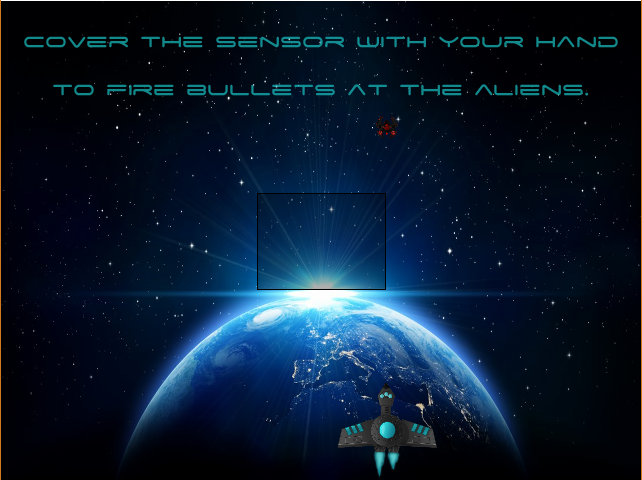 COVER THE SENSOR WITH YOUR HAND
TO FIRE BULLETS AT THE ALIENS.